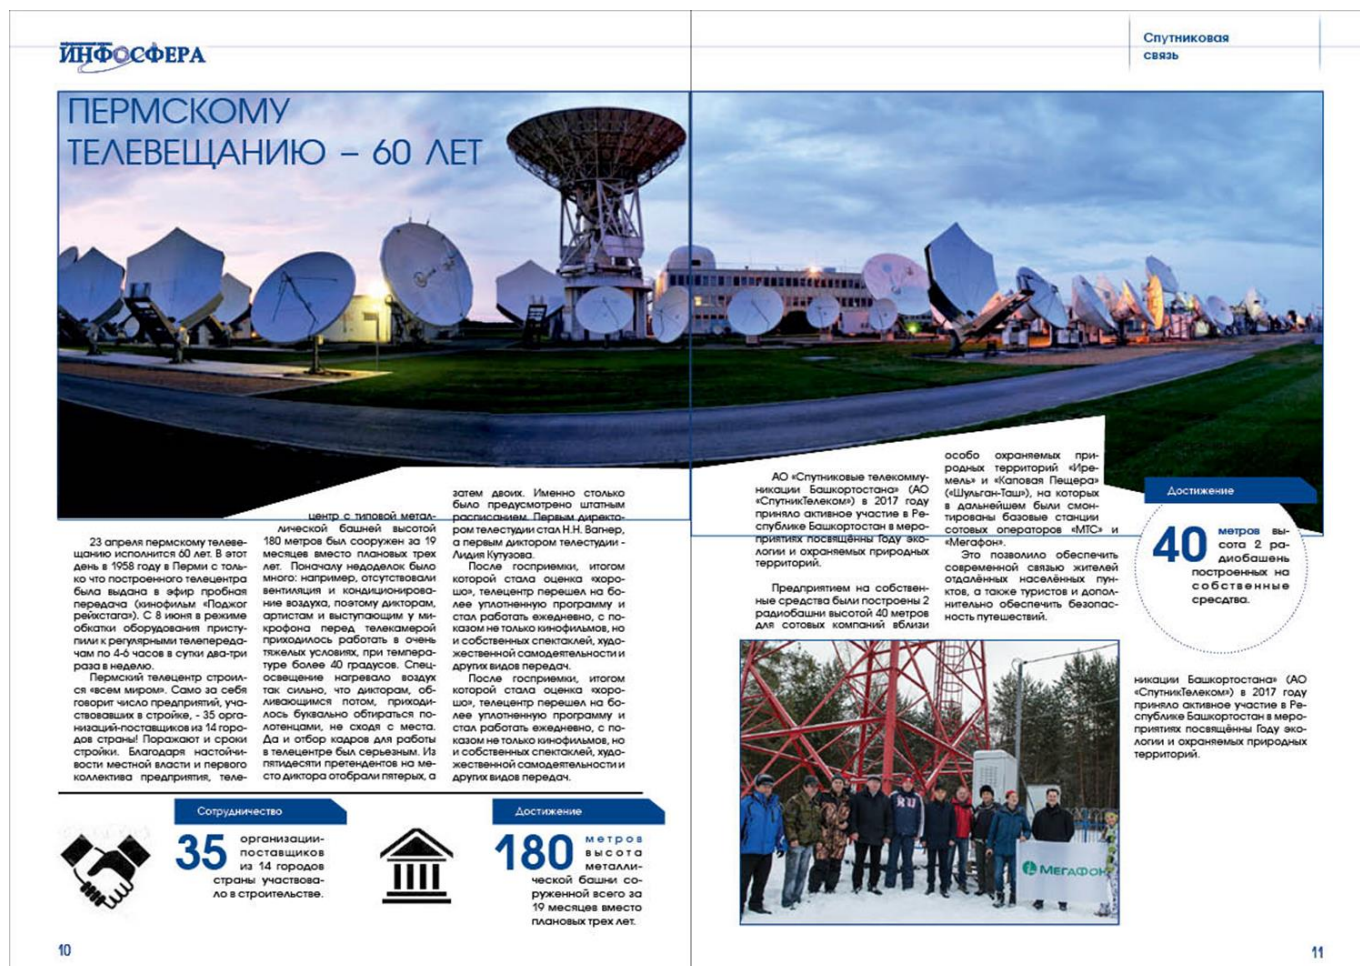 ИНФОСФЕРА
Спутниковая
связь
ПЕРМСКОМУ
ТЕЛЕВЕЩАНИЮ – 60 ЛЕТ
23 апреля пермскому телеве-
щанию исполнится 60 лет. В этот
день в 1958 году в Перми с толь-
ко что построенного телецентра
была выдана в эфир пробная
передача (кинофильм «Поджог
рейхстага»). С 8 июня в режиме
обкатки оборудования присту-
пили к регулярными телепереда-
чам по 4-6 часов в сутки два-три
раза в неделю.
Пермский телецентр строил-
ся «всем миром». Само за себя
говорит число предприятий, уча-
ствовавших в стройке, - 35 орга-
низаций-поставщиков из 14 горо-
дов страны! Поражают и сроки
стройки. Благодаря настойчи-
вости местной власти и первого
коллектива предприятия, теле-
центр с типовой метал-
лической башней высотой
180 метров был сооружен за 19
месяцев вместо плановых трех
лет. Поначалу недоделок было
много: например, отсутствовали
вентиляция и кондиционирова-
ние воздуха, поэтому дикторам,
артистам и выступающим у ми-
крофона перед телекамерой
приходилось работать в очень
тяжелых условиях, при темпера-
туре более 40 градусов. Спец-
освещение нагревало воздух
так сильно, что дикторам, об-
ливающимся потом, приходи-
лось буквально обтираться по-
лотенцами, не сходя с места.
Да и отбор кадров для работы
в телецентре был серьезным. Из
пятидесяти претендентов на ме-
сто диктора отобрали пятерых, а
затем двоих. Именно столько
было предусмотрено штатным
расписанием. Первым директо-
ром телестудии стал Н.Н. Вагнер,
а первым диктором телестудии -
Лидия Кутузова.
После госприемки, итогом
которой стала оценка «хоро-
шо», телецентр перешел на бо-
лее уплотненную программу и
стал работать ежедневно, с по-
казом не только кинофильмов, но
и собственных спектаклей, худо-
жественной самодеятельности и
других видов передач.
После госприемки, итогом
которой стала оценка «хоро-
шо», телецентр перешел на бо-
лее уплотненную программу и
стал работать ежедневно, с по-
казом не только кинофильмов, но
и собственных спектаклей, худо-
жественной самодеятельности и
других видов передач.
Сотрудничество
35 организации-
поставщиков
из 14 городов
страны участвова-
ло в строительстве.
Достижение
180 метров
высота
металли-
ческой башни со-
руженной всего за
19 месяцев вместо
плановых трех лет.
10
АО «Спутниковые телекомму-
никации Башкортостана» (АО
«СпутникТелеком») в 2017 году
приняло активное участие в Ре-
спублике Башкортостан в меро-
приятиях посвящённы Году эко-
логии и охраняемых природных
территорий.
Предприятием на собствен-
ные средства были построены 2
радиобашни высотой 40 метров
для сотовых компаний вблизи
особо охраняемых при-
родных территорий «Ире-
мель» и «Каповая Пещера»
(«Шульган-Таш»), на которых
в дальнейшем были смон-
тированы базовые станции
сотовых операторов «МТС» и
«Мегафон».
Это позволило обеспечить
современной связью жителей
отдалённых населённых пун-
ктов, а также туристов и допол-
нительно обеспечить безопас-
ность путешествий.
Достижение
40 метров вы-
сота 2 ра-
диобашень
построенных на
собственные
сресдтва.
никации Башкортостана» (АО
«СпутникТелеком») в 2017 году
приняло активное участие в Ре-
спублике Башкортостан в меро-
приятиях посвящённы Году эко-
логии и охраняемых природных
территорий.
МЕГАФОН
11